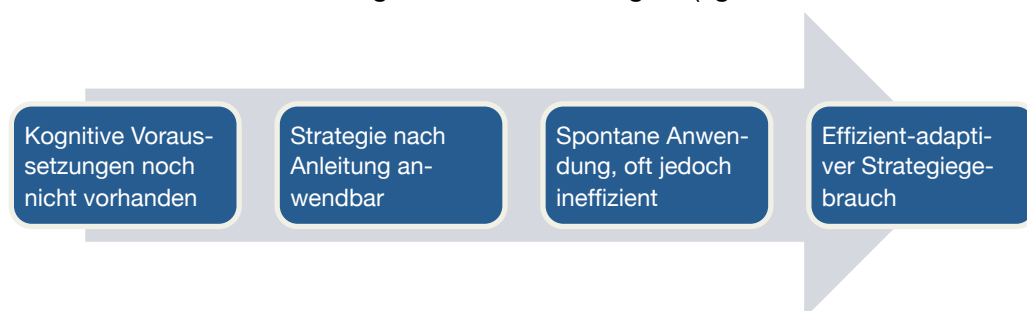 Kognitive Voraus-
setzungen noch
nicht vorhanden
Strategie nach
Anleitung an-
wendbar
Spontane Anwen-
dung, oft jedoch
ineffizient
Effizient-adapti-
ver Strategiege-
brauch